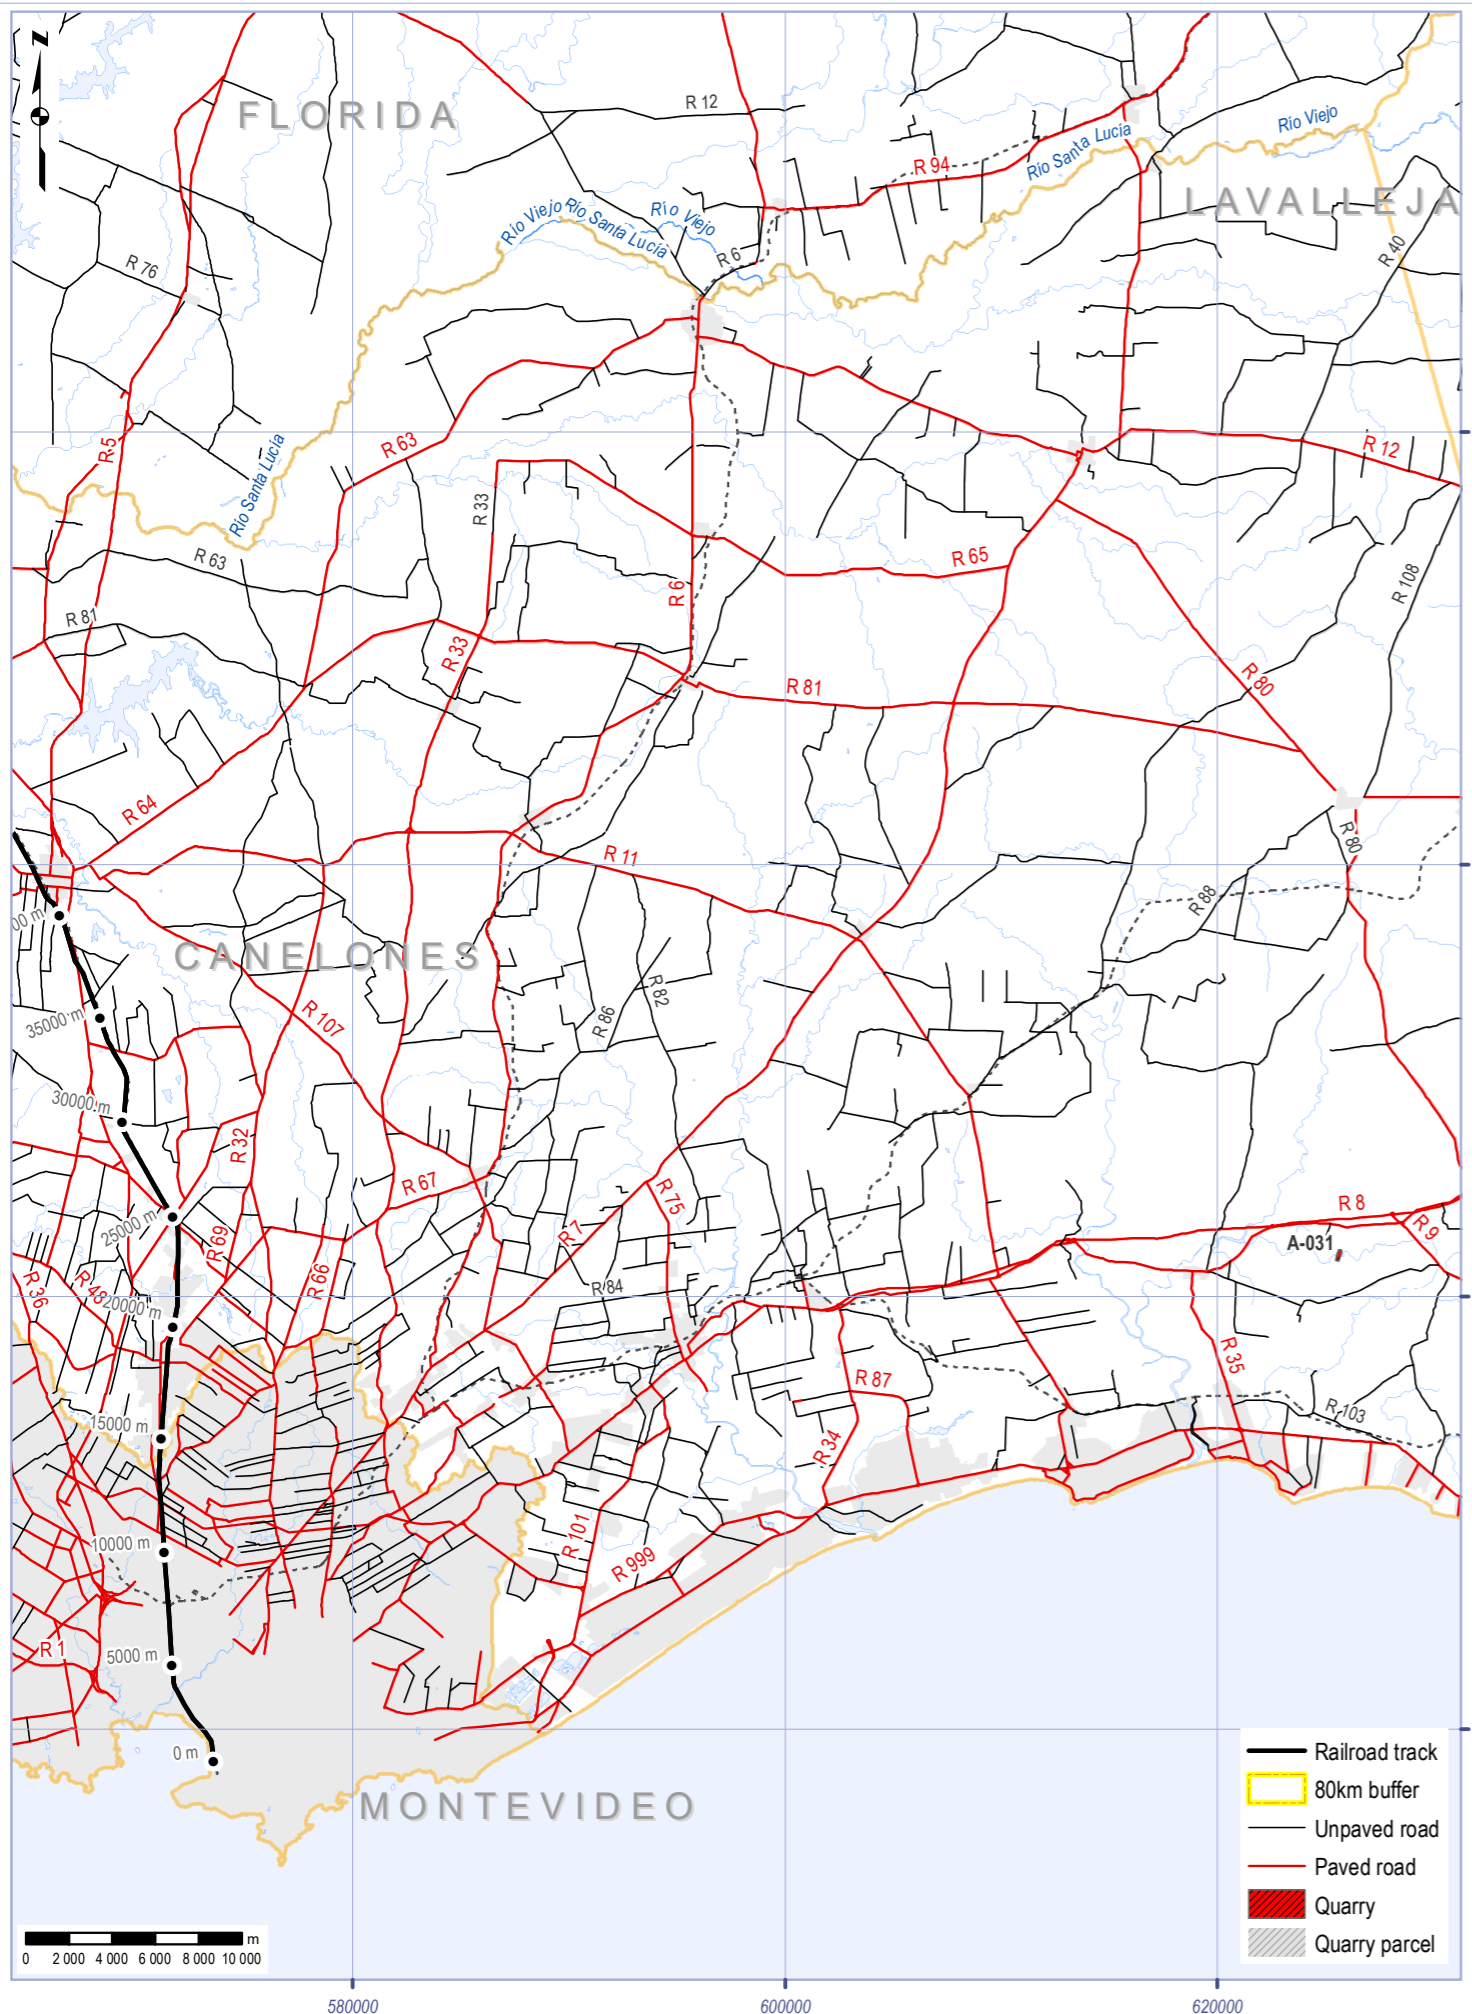 N
FLORIDA
R 12
R 94
Río Santa Lucía
Río Viejo
LAVALLEJA
Río Viejo
Río Santa Lucía
Río Viejo
R 6
R 40
R 76
R 5
R 63
Río Santa Lucía
R 33
R 12
R 63
R 65
R 6
R 108
R 81
R 33
R 81
R 80
R 64
R 11
R 80
R 88
00 m
CANELONES
R 82
R 86
35000 m
R 107
30000 m
R 32
R 67
R 75
R 7
R 8
R 9
25000 m
R 69
A-031
R 36
R 48
R 66
R 84
20000 m
R 35
R 87
R 103
15000 m
R 34
10000 m
R 101
R 999
R 1
5000 m
0 m
MONTEVIDEO
Railroad track
80km buffer
Unpaved road
Paved road
Quarry
Quarry parcel
m
0 2 000 4 000 6 000 8 000 10 000
580000 600000 620000